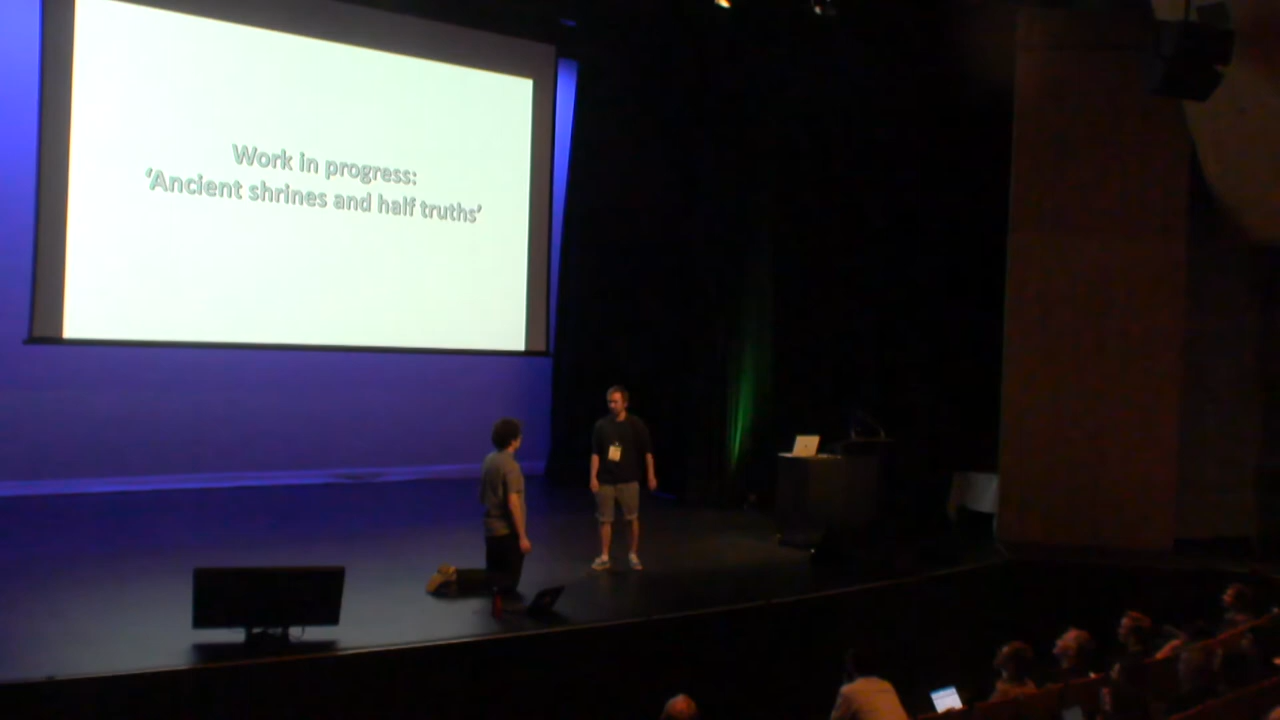 Work in progress:
‘Ancient shrines and half truths’